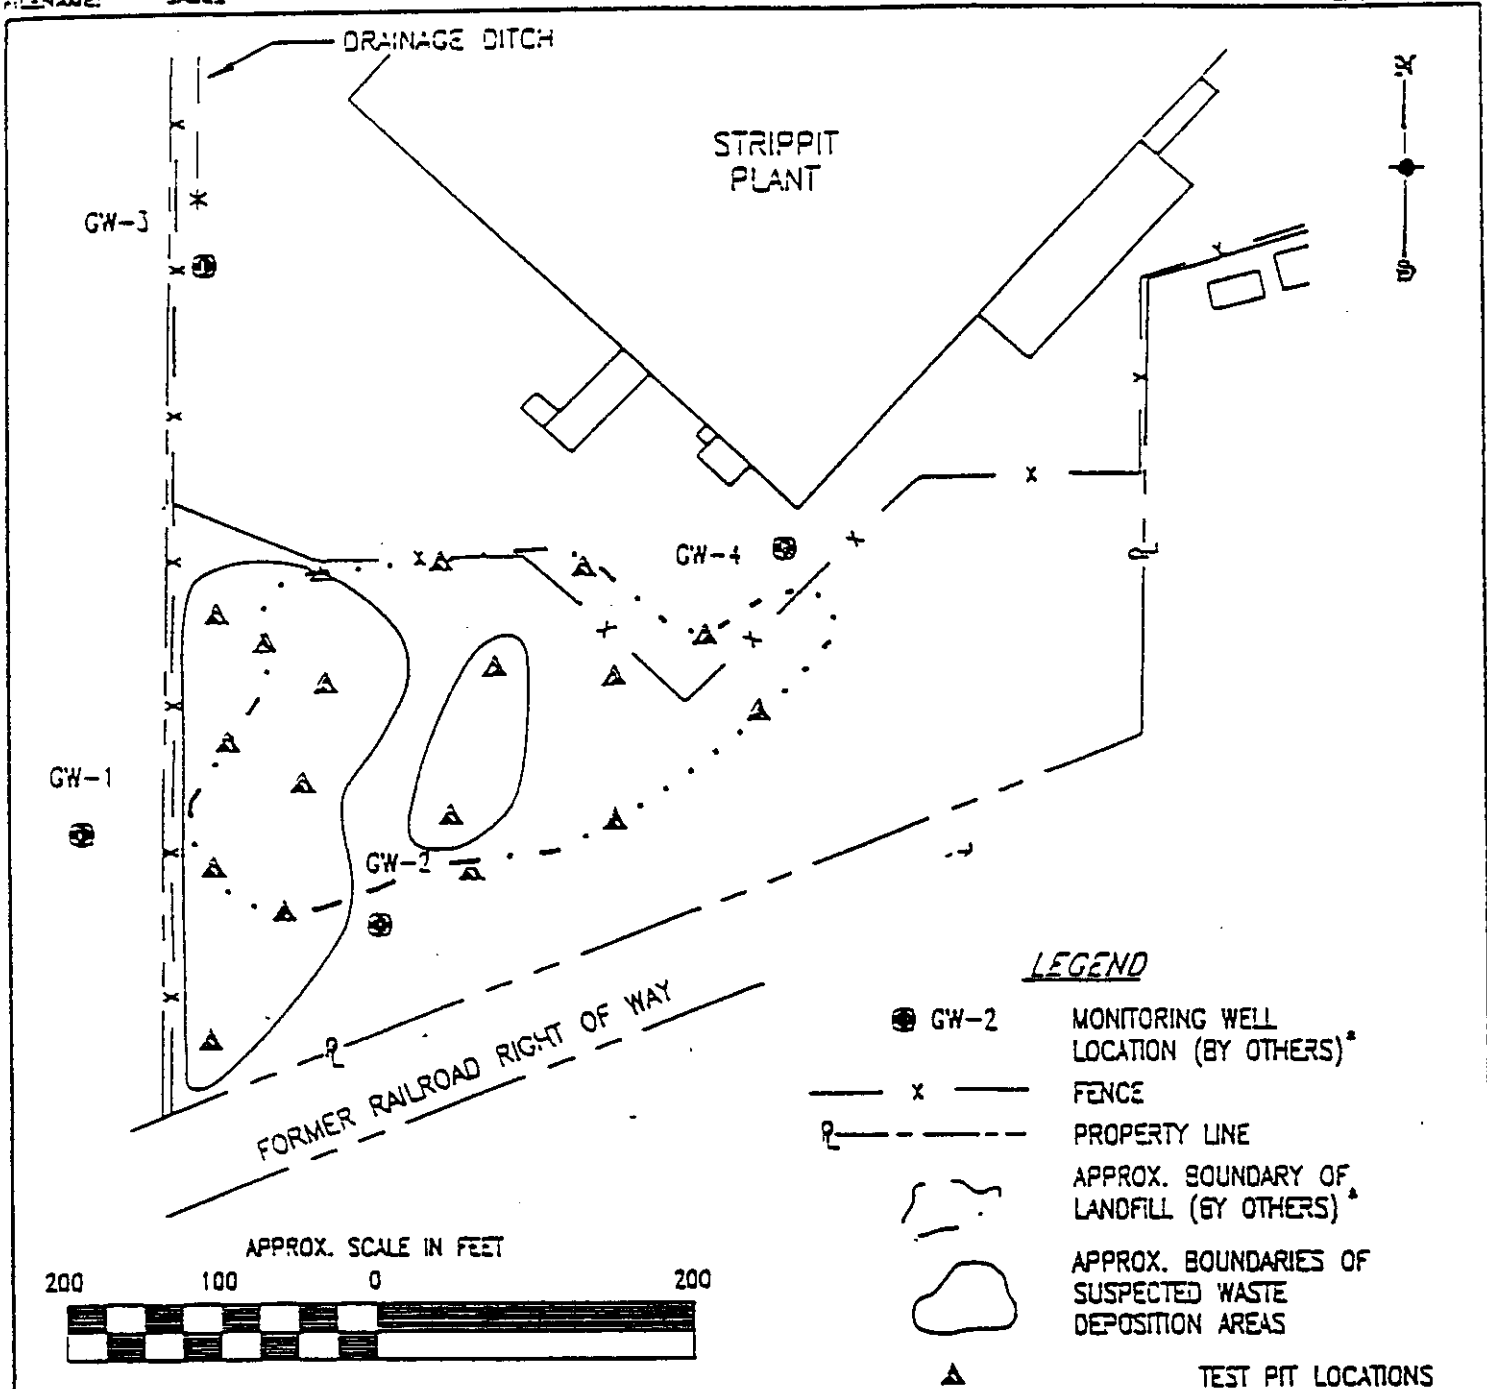 DRAINAGE DITCH
STRIPPIT
PLANT
GW-3
GW-4
GW-1
GW-2
FORMER RAILROAD RIGHT OF WAY
LEGEND
GW-2 MONITORING WELL
LOCATION (BY OTHERS)*
x FENCE
PL PROPERTY LINE
APPROX. BOUNDARY OF
LANDFILL (BY OTHERS)*
APPROX. BOUNDARIES OF
SUSPECTED WASTE
DEPOSITION AREAS
TEST PIT LOCATIONS
APPROX. SCALE IN FEET
200 100 0 200